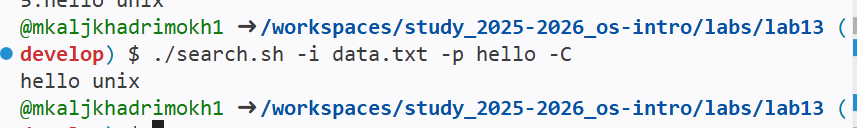 5:hello unix
@mkaljkhadrimokh1 ➜/workspaces/study_2025-2026_os-intro/labs/lab13 (
develop) $ ./search.sh -i data.txt -p hello -C
hello unix
@mkaljkhadrimokh1 ➜/workspaces/study_2025-2026_os-intro/labs/lab13 (